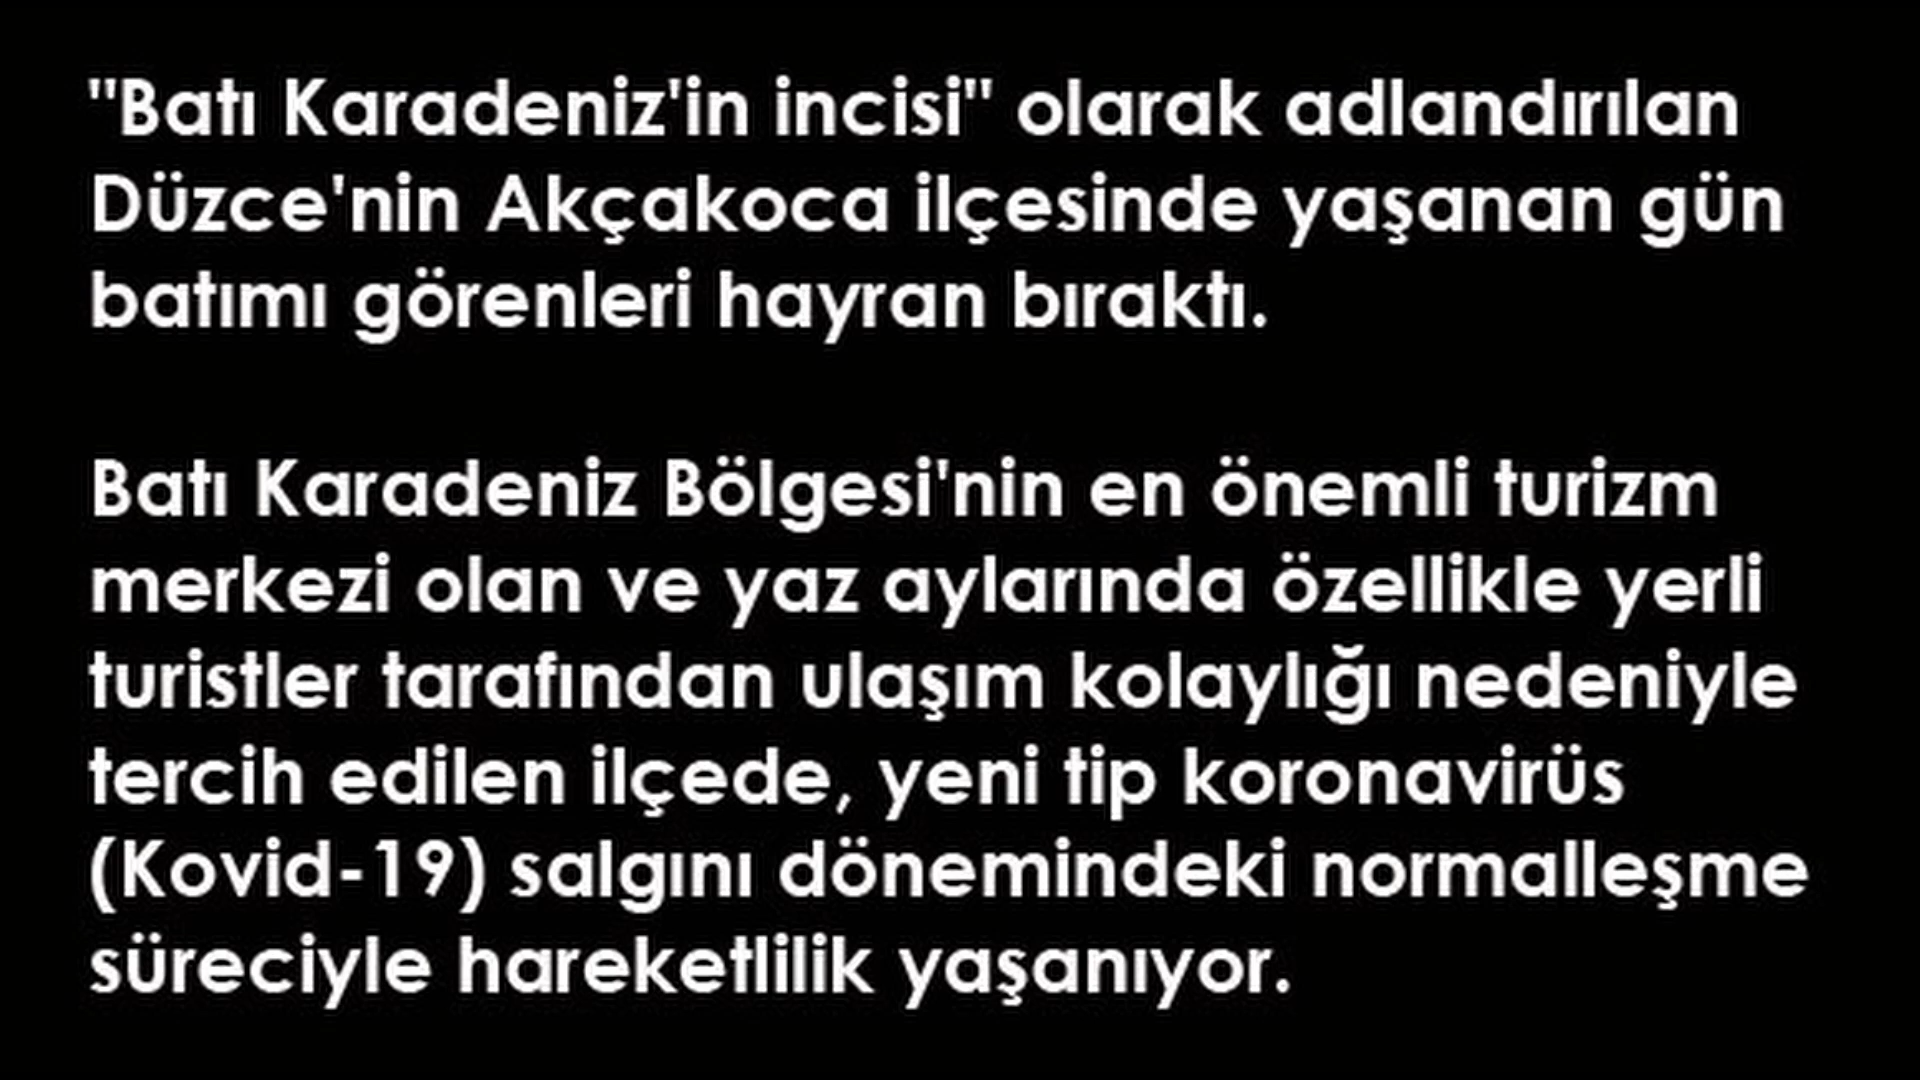 "Batı Karadeniz'in incisi" olarak adlandırılan
Düzce'nin Akçakoca ilçesinde yaşanan gün
batımı görenleri hayran bıraktı.
Batı Karadeniz Bölgesi'nin en önemli turizm
merkezi olan ve yaz aylarında özellikle yerli
turistler tarafından ulaşım kolaylığı nedeniyle
tercih edilen ilçede, yeni tip koronavirüs
(Kovid-19) salgını dönemindeki normalleşme
süreciyle hareketlilik yaşanıyor.